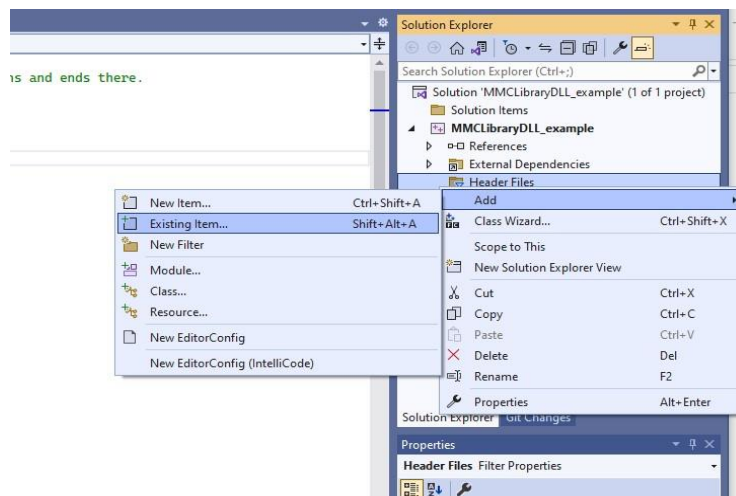 Solution Explorer
Search Solution Explorer (Ctrl+;)
ns and ends there.
Solution 'MMCLibraryDLL_example' (1 of 1 project)
Solution Items
MMCLibraryDLL_example
References
External Dependencies
Header Files
New Item... Ctrl+Shift+A
Existing Item... Shift+Alt+A
New Filter
Module...
Class...
Resource...
New EditorConfig
New EditorConfig (IntelliCode)
Add
Class Wizard... Ctrl+Shift+X
Scope to This
New Solution Explorer View
Cut Ctrl+X
Copy Ctrl+C
Paste Ctrl+V
Delete Del
Rename F2
Properties Alt+Enter
Solution Explorer Git Changes
Properties
Header Files Filter Properties